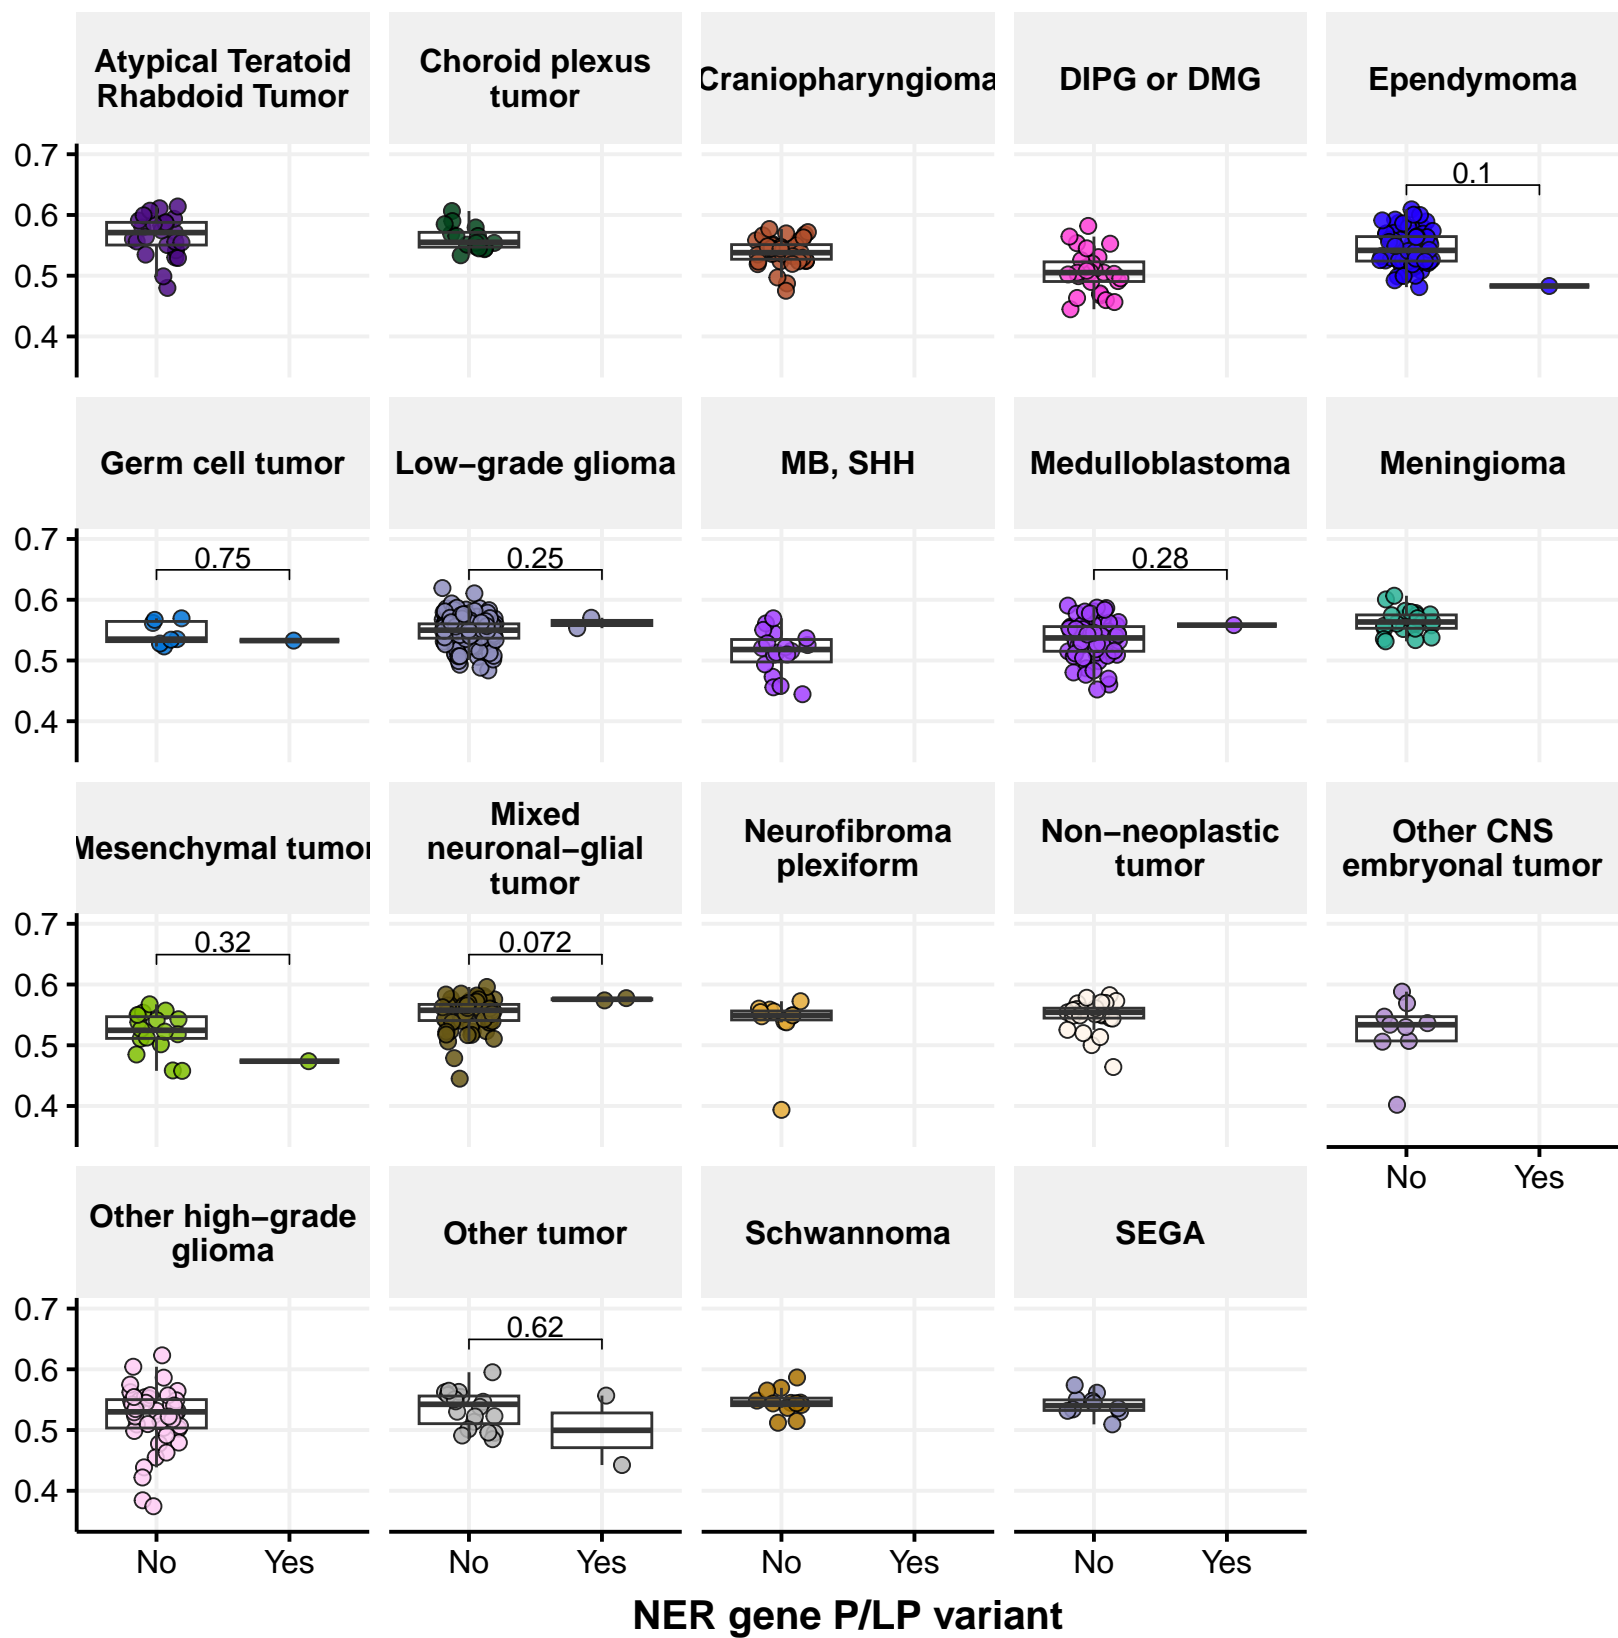 Atypical Teratoid
Rhabdoid Tumor
Choroid plexus
tumor
Craniopharyngioma
DIPG or DMG
Ependymoma
0.7
0.6
0.5
0.4
0.1
Germ cell tumor
Low−grade glioma
MB, SHH
Medulloblastoma
Meningioma
0.7
0.6
0.5
0.4
0.75
0.25
0.28
Mesenchymal tumor
Mixed
neuronal−glial
tumor
Neurofibroma
plexiform
Non−neoplastic
tumor
Other CNS
embryonal tumor
0.7
0.6
0.5
0.4
0.32
0.072
No Yes
Other high−grade
glioma
Other tumor
Schwannoma
SEGA
0.7
0.6
0.5
0.4
0.62
No Yes No Yes No Yes No Yes
NER gene P/LP variant